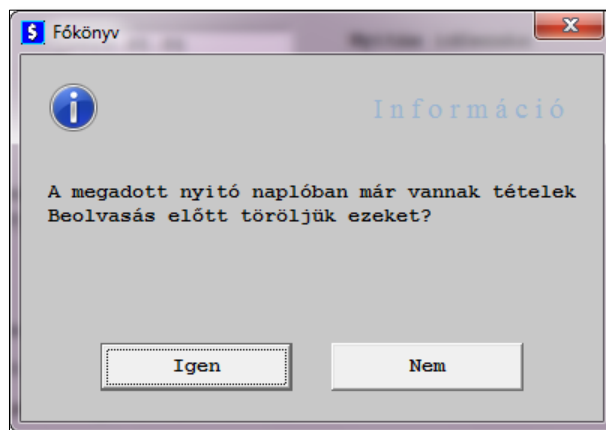 $ Főkönyv
Információ
A megadott nyitó naplóban már vannak tételek
Beolvasás előtt töröljük ezeket?
Igen
Nem